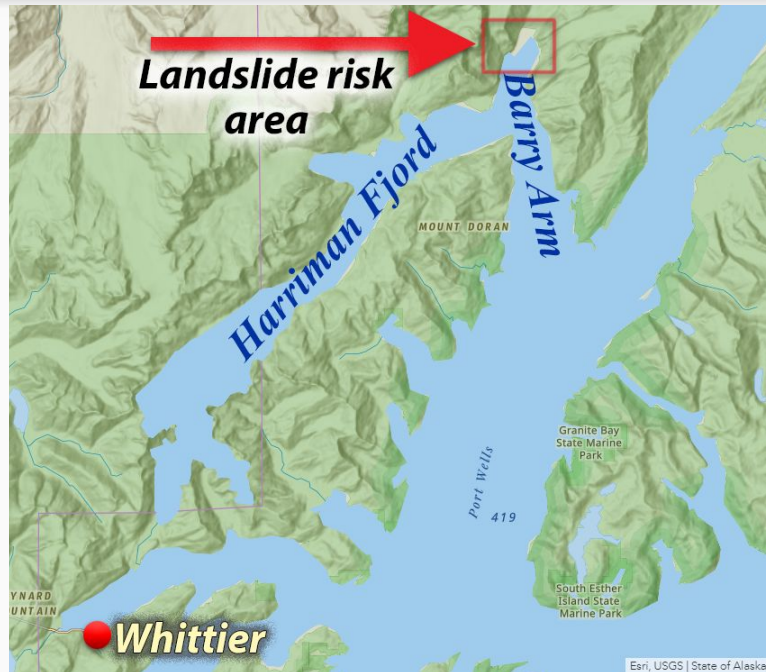 Landslide risk
area
Barry Arm
Harriman Fjord
MOUNT DORAN
Granite Bay
State Marine
Park
Port Wells
419
South Esther
Island State
Marine Park
YNARD
UNTAIN
Whittier
Esri, USGS | State of Alaska